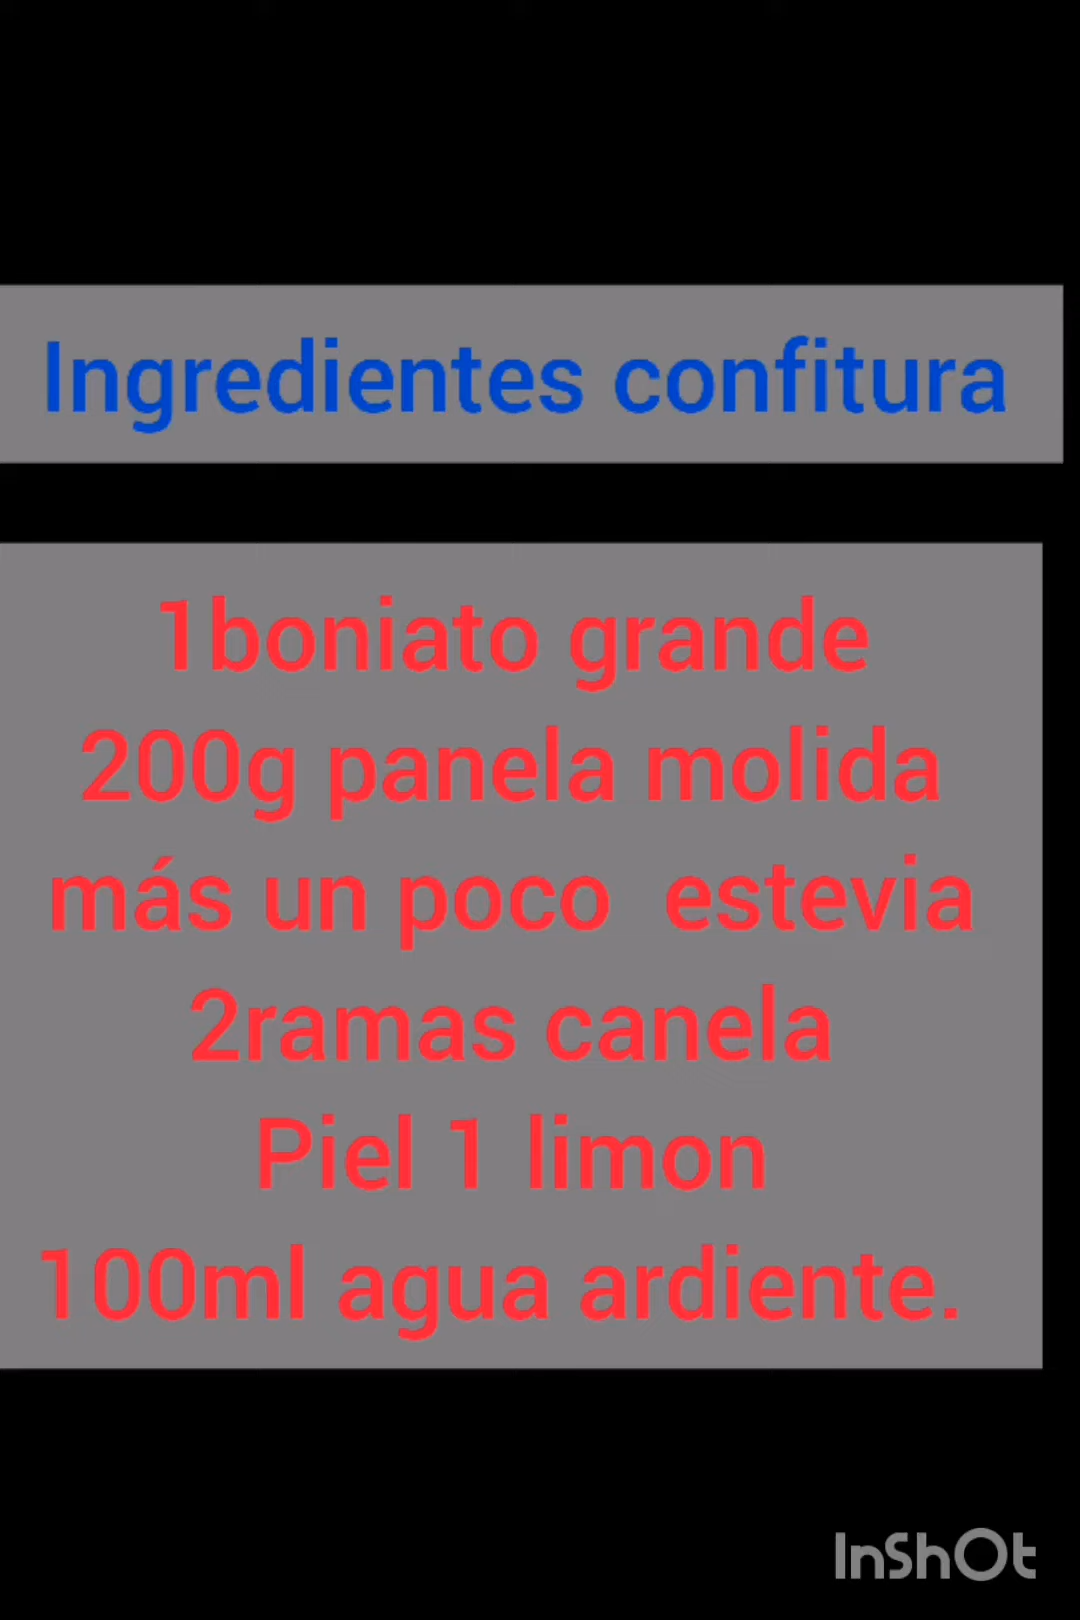 Ingredientes confitura
1boniato grande
200g panela molida
más un poco estevia
2ramas canela
Piel 1 limon
100ml agua ardiente.
InShOt